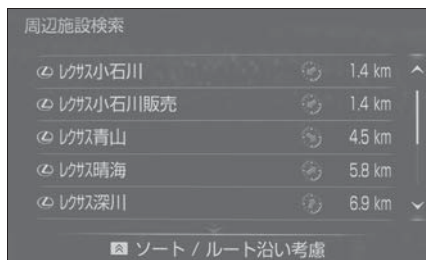 周辺施設検索
レクサス小石川 1.4 km
レクサス小石川販売 1.4 km
レクサス青山 4.5 km
レクサス晴海 5.8 km
レクサス深川 6.9 km
ソート / ルート沿い考慮